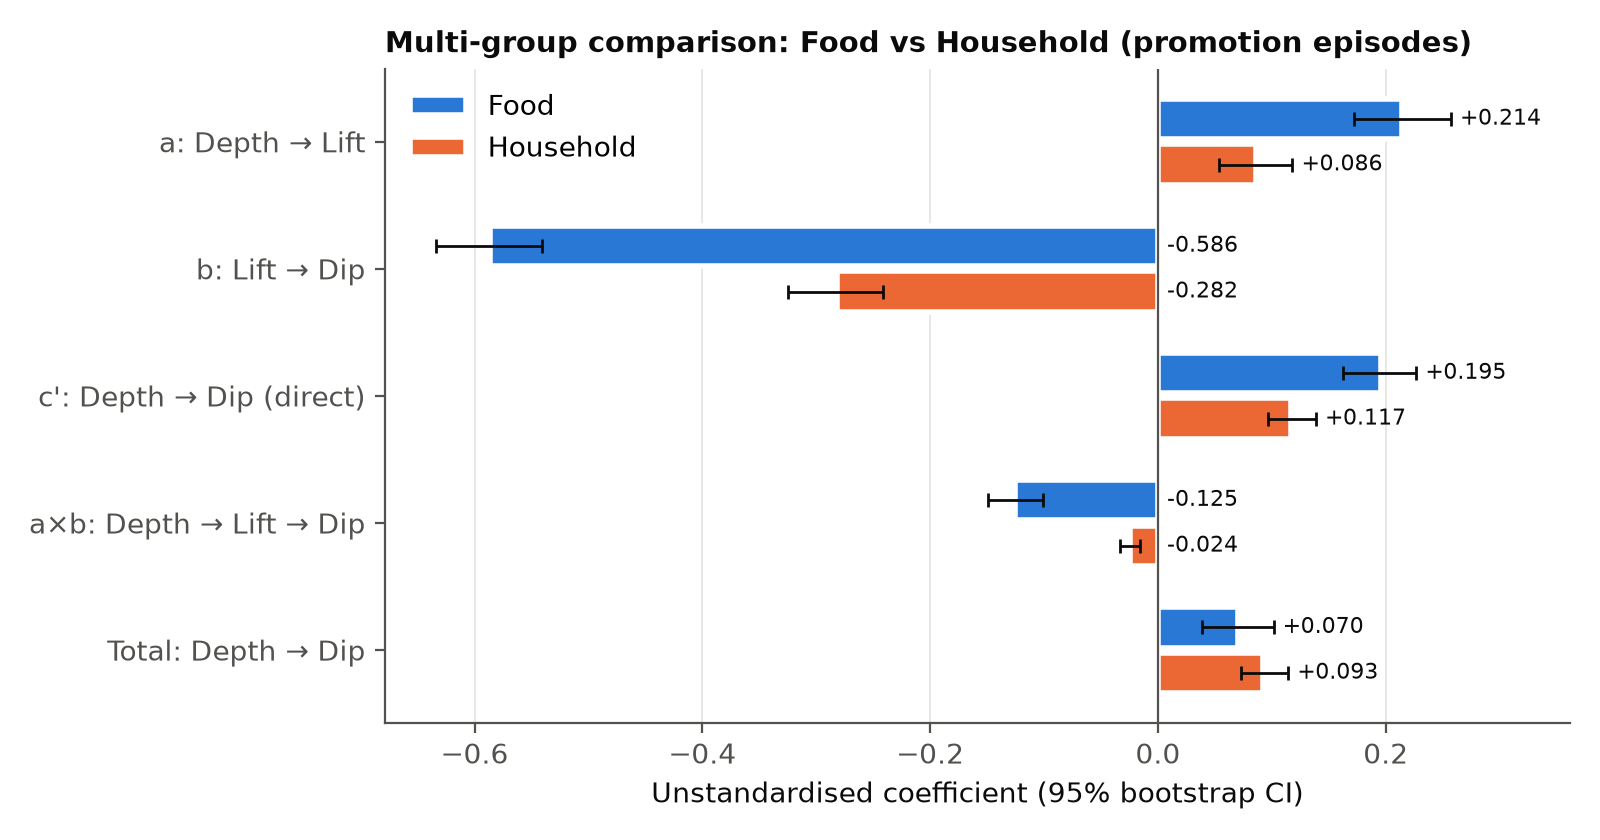 Multi-group comparison: Food vs Household (promotion episodes)
Food
Household
a: Depth → Lift
+0.214
+0.086
b: Lift → Dip
-0.586
-0.282
c': Depth → Dip (direct)
+0.195
+0.117
a×b: Depth → Lift → Dip
-0.125
-0.024
Total: Depth → Dip
+0.070
+0.093
−0.6 −0.4 −0.2 0.0 0.2
Unstandardised coefficient (95% bootstrap CI)